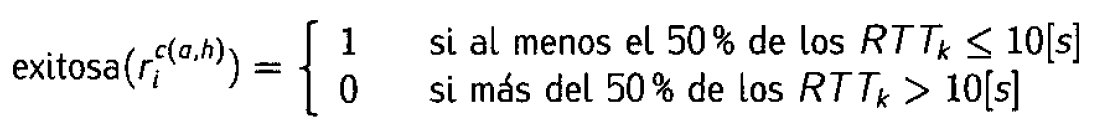 exitosa(r_i^{c(a,h)}) = { 1 si al menos el 50 % de los RTT_k ≤ 10[s]
0 si más del 50 % de los RTT_k > 10[s]